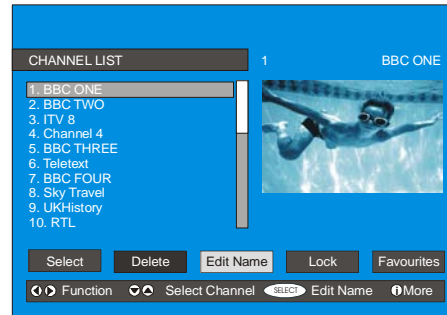 CHANNEL LIST
1 BBC ONE
1. BBC ONE
2. BBC TWO
3. ITV 8
4. Channel 4
5. BBC THREE
6. Teletext
7. BBC FOUR
8. Sky Travel
9. UKHistory
10. RTL
Select Delete Edit Name Lock Favourites
Function Select Channel SELECT Edit Name i More